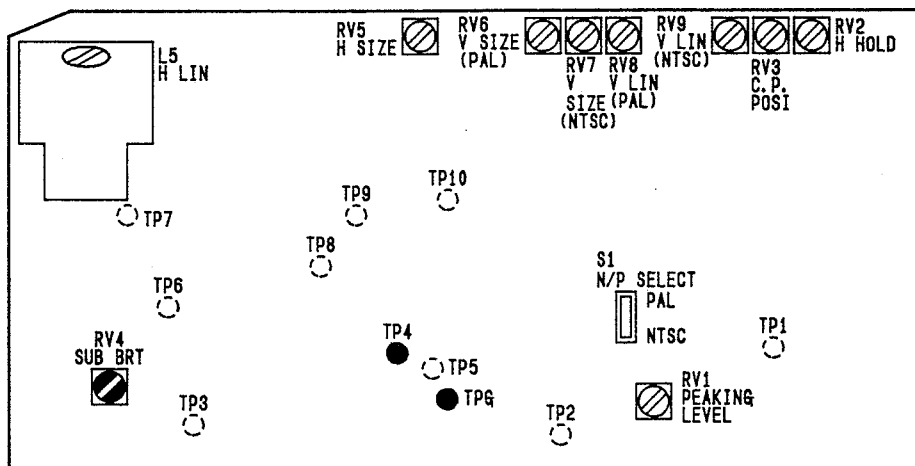 RV5
H SIZE
RV6
V SIZE
(PAL)
RV9
V LIN
(NTSC)
RV2
H HOLD
L5
H LIN
RV7
V
SIZE
(NTSC)
RV8
V LIN
(PAL)
RV3
C.P.
POSI
TP10
TP9
TP7
TP8
S1
N/P SELECT
PAL
NTSC
TP6
TP1
RV4
SUB BRT
TP4
TP5
TPG
RV1
PEAKING
LEVEL
TP3
TP2